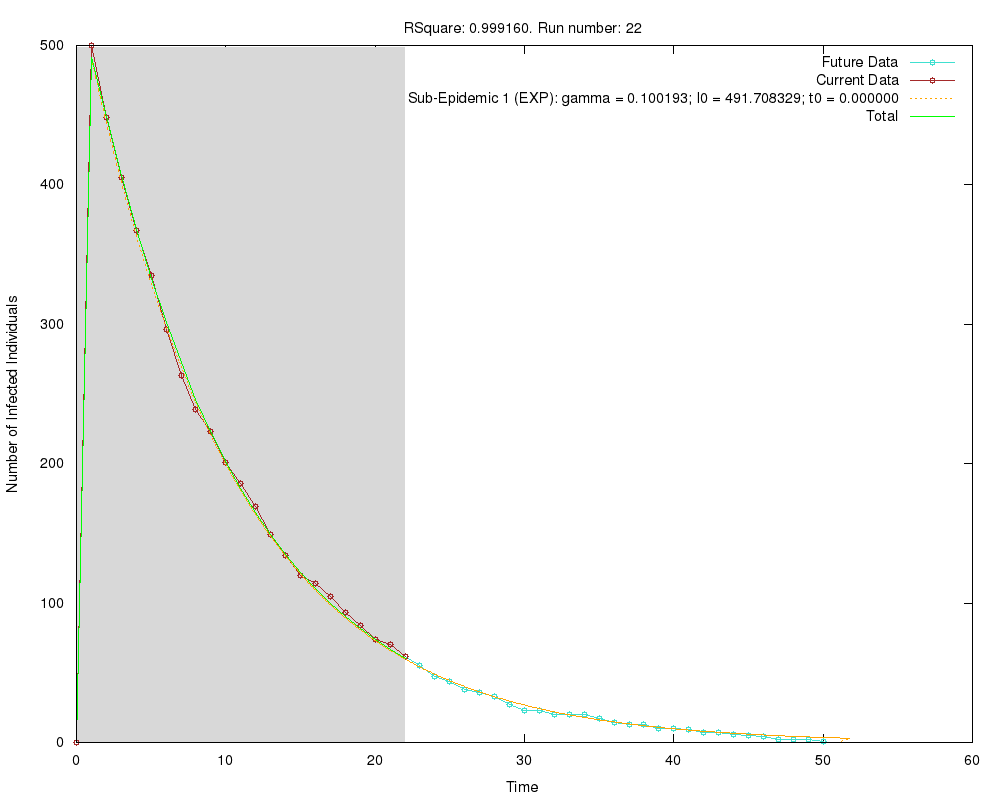 RSquare: 0.999160. Run number: 22
Future Data
Current Data
Sub-Epidemic 1 (EXP): gamma = 0.100193; I0 = 491.708329; t0 = 0.000000
Total
500
400
300
200
100
0
Number of Infected Individuals
0 10 20 30 40 50 60
Time